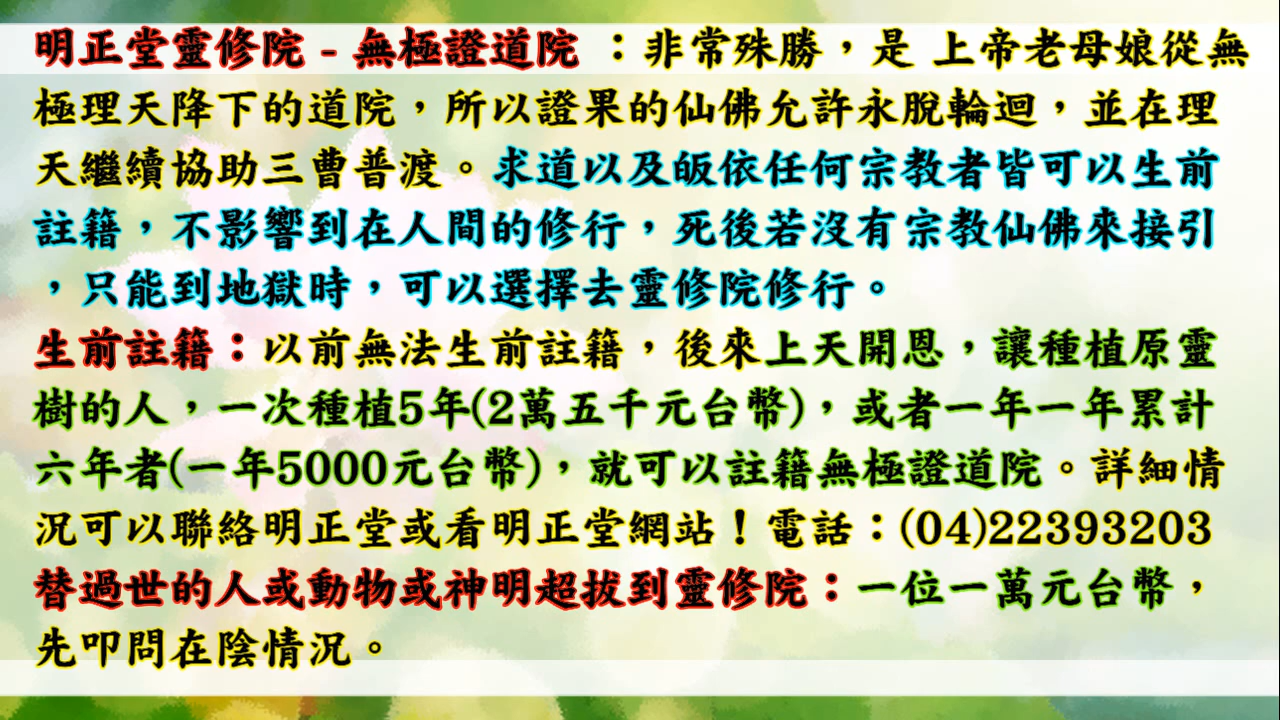 明正堂靈修院 - 無極證道院 ：非常殊勝，是 上帝老母娘從無
極理天降下的道院，所以證果的仙佛允許永脫輪迴，並在理
天繼續協助三曹普渡。求道以及皈依任何宗教者皆可以生前
註籍，不影響到在人間的修行，死後若沒有宗教仙佛來接引
，只能到地獄時，可以選擇去靈修院修行。
生前註籍：以前無法生前註籍，後來上天開恩，讓種植原靈
樹的人，一次種植5年(2萬五千元台幣)，或者一年一年累計
六年者(一年5000元台幣)，就可以註籍無極證道院。詳細情
況可以聯絡明正堂或看明正堂網站！電話：(04)22393203
替過世的人或動物或神明超拔到靈修院：一位一萬元台幣，
先叩問在陰情況。